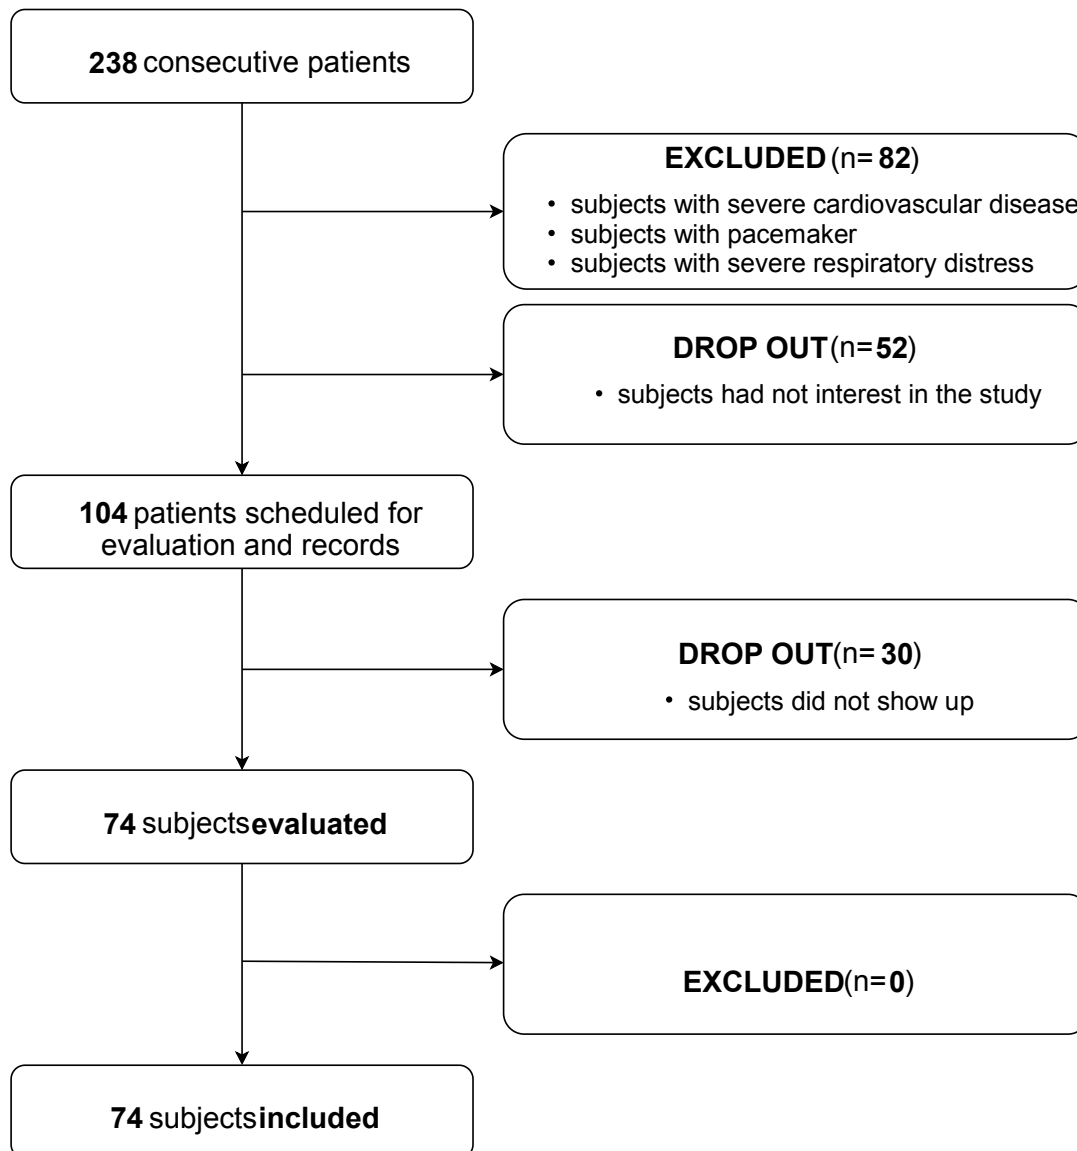 238 consecutive patients
EXCLUDED (n= 82)
• subjects with severe cardiovascular disease
• subjects with pacemaker
• subjects with severe respiratory distress
DROP OUT (n=52)
• subjects had not interest in the study
104 patients scheduled for
evaluation and records
DROP OUT (n= 30)
• subjects did not show up
74 subjects evaluated
EXCLUDED (n=0)
74 subjects included